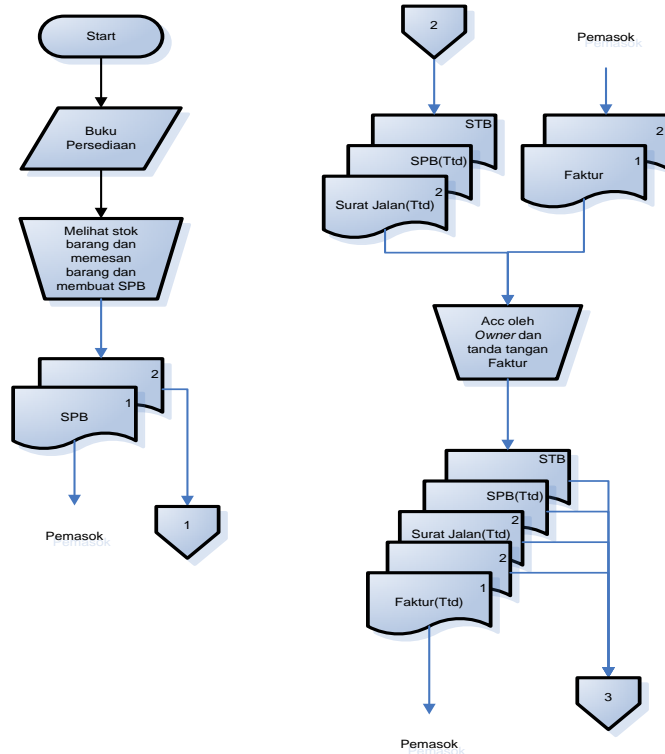 Start
Buku
Persediaan
Melihat stok
barang dan
memesan
barang dan
membuat SPB
2
1
SPB
Pemasok
1
2
STB
SPB(Ttd)
2
Surat Jalan(Ttd)
Pemasok
2
1
Faktur
Acc oleh
Owner dan
tanda tangan
Faktur
STB
SPB(Ttd)
2
Surat Jalan(Ttd)
2
1
Faktur(Ttd)
Pemasok
3